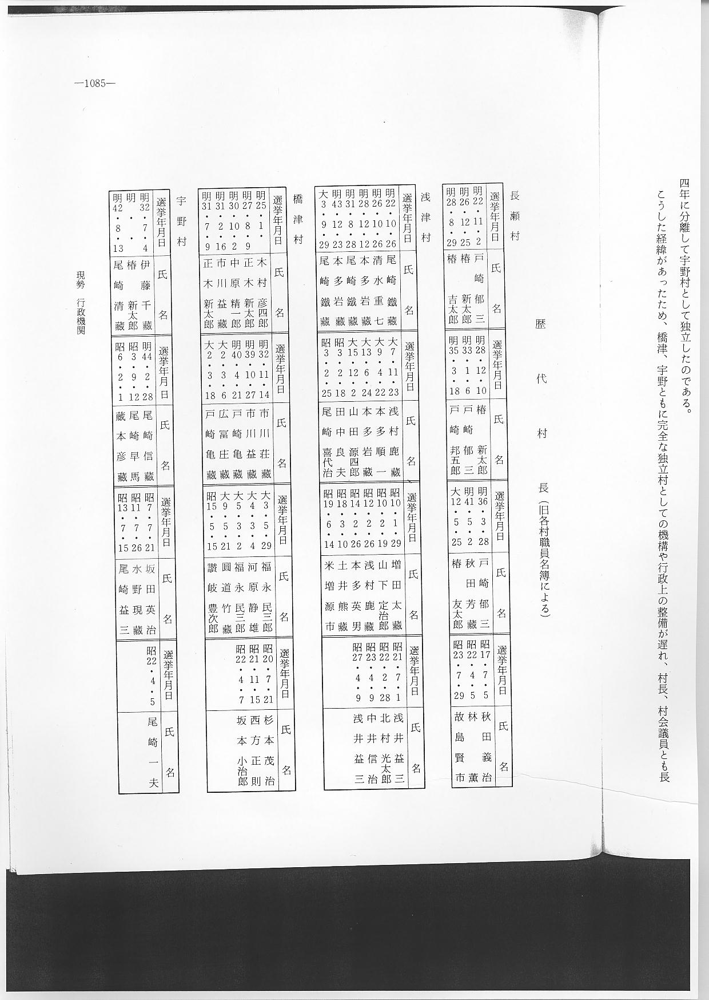 四年に分離して宇野村として独立したのである。
こうした経緯があったため、橋津、宇野ともに完全な独立村としての機構や行政上の整備が遅れ、村長、村会議員とも長
歴代村長（旧各村職員名簿による）
長瀬村
選挙年月日 氏名 選挙年月日 氏名 選挙年月日 氏名 選挙年月日 氏名
明22・11・2 戸崎郁三 明28・12・10 椿新太郎 明36・3・28 戸崎郁三 昭17・7・5 秋田義治
明26・12・25 椿新太郎 明33・1・6 戸崎郁三 明41・5・2 秋田芳藏 昭22・4・5 林薫
明28・8・29 椿吉太郎 明35・3・18 戸崎邦五郎 大12・5・25 椿友太郎 昭23・7・29 故島賢市
浅津村
選挙年月日 氏名 選挙年月日 氏名 選挙年月日 氏名 選挙年月日 氏名
明22・10・26 尾崎鐵藏 大7・11・23 浅村鹿藏 昭10・1・29 増田太藏 昭21・7・1 浅井益三
明26・10・26 清水重七 大9・4・22 本多順一 昭10・2・19 山下定治郎 昭22・2・28 北村光太郎
明28・12・12 本多岩藏 大13・6・24 本多岩藏 昭12・2・26 浅村鹿藏 昭23・4・9 中井信治
明31・8・28 尾崎鐵藏 大15・12・2 山田源四郎 昭14・2・26 本多英男 昭27・4・9 浅井益三
明43・12・23 本多岩藏 昭3・2・18 田中良夫 昭18・3・10 土井熊藏
大3・9・29 尾崎鐵藏 昭3・2・25 尾崎喜代治 昭19・6・14 米増源市
橋津村
選挙年月日 氏名 選挙年月日 氏名 選挙年月日 氏名 選挙年月日 氏名
明25・1・ 木村彦四郎 明32・11・14 市川荘藏 大3・5・29 福永民三郎 昭20・7・21 杉本茂治
明27・8・9 正木新太郎 明39・10・27 市川益藏 大4・3・4 河原静雄 昭21・11・15 西方正則
明30・10・2 中原精一郎 明40・4・21 戸崎亀藏 大5・3・2 福永民三郎 昭22・4・7 坂本小治郎
明31・2・16 市川益藏 大2・3・6 広富庄藏 大9・5・21 圓道竹藏
明31・7・9 正木新太郎 大2・3・18 戸崎亀藏 昭15・5・15 讃岐豊次郎
宇野村
選挙年月日 氏名 選挙年月日 氏名 選挙年月日 氏名 選挙年月日 氏名
明32・7・4 伊藤千藏 明44・2・28 尾崎信藏 昭7・7・21 坂田英治 昭22・4・5 尾崎一夫
明・・ 椿新太郎 昭3・9・12 尾崎早馬 昭11・7・26 水野現藏
明42・8・13 尾崎清藏 昭6・2・1 蔵本彦藏 昭13・7・15 尾崎益三
現勢 行政機関
—1085—